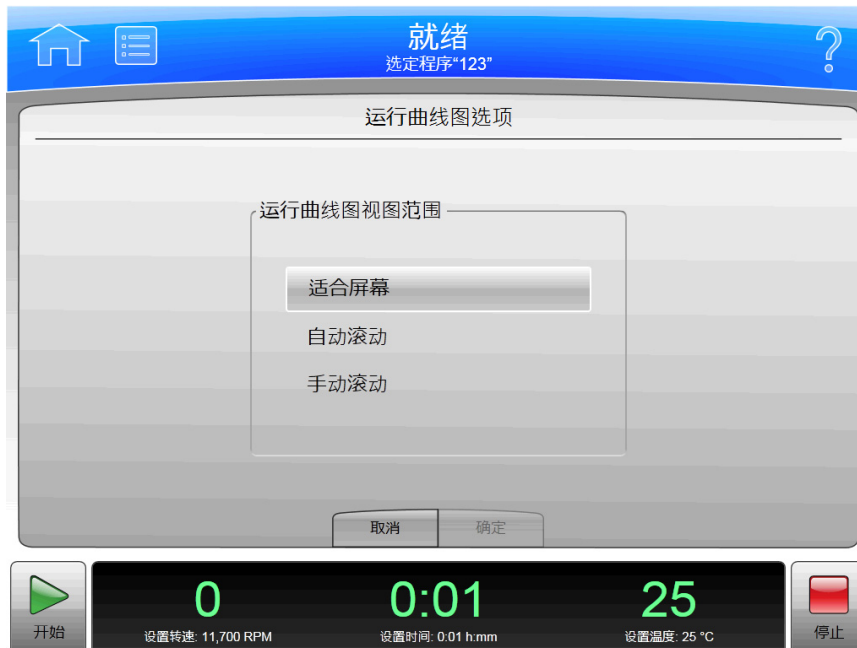 就绪
选定程序“123”
?
运行曲线图选项
运行曲线图视图范围
适合屏幕
自动滚动
手动滚动
取消
确定
0
0:01
25
开始
设置转速: 11,700 RPM
设置时间: 0:01 h:mm
设置温度: 25 °C
停止